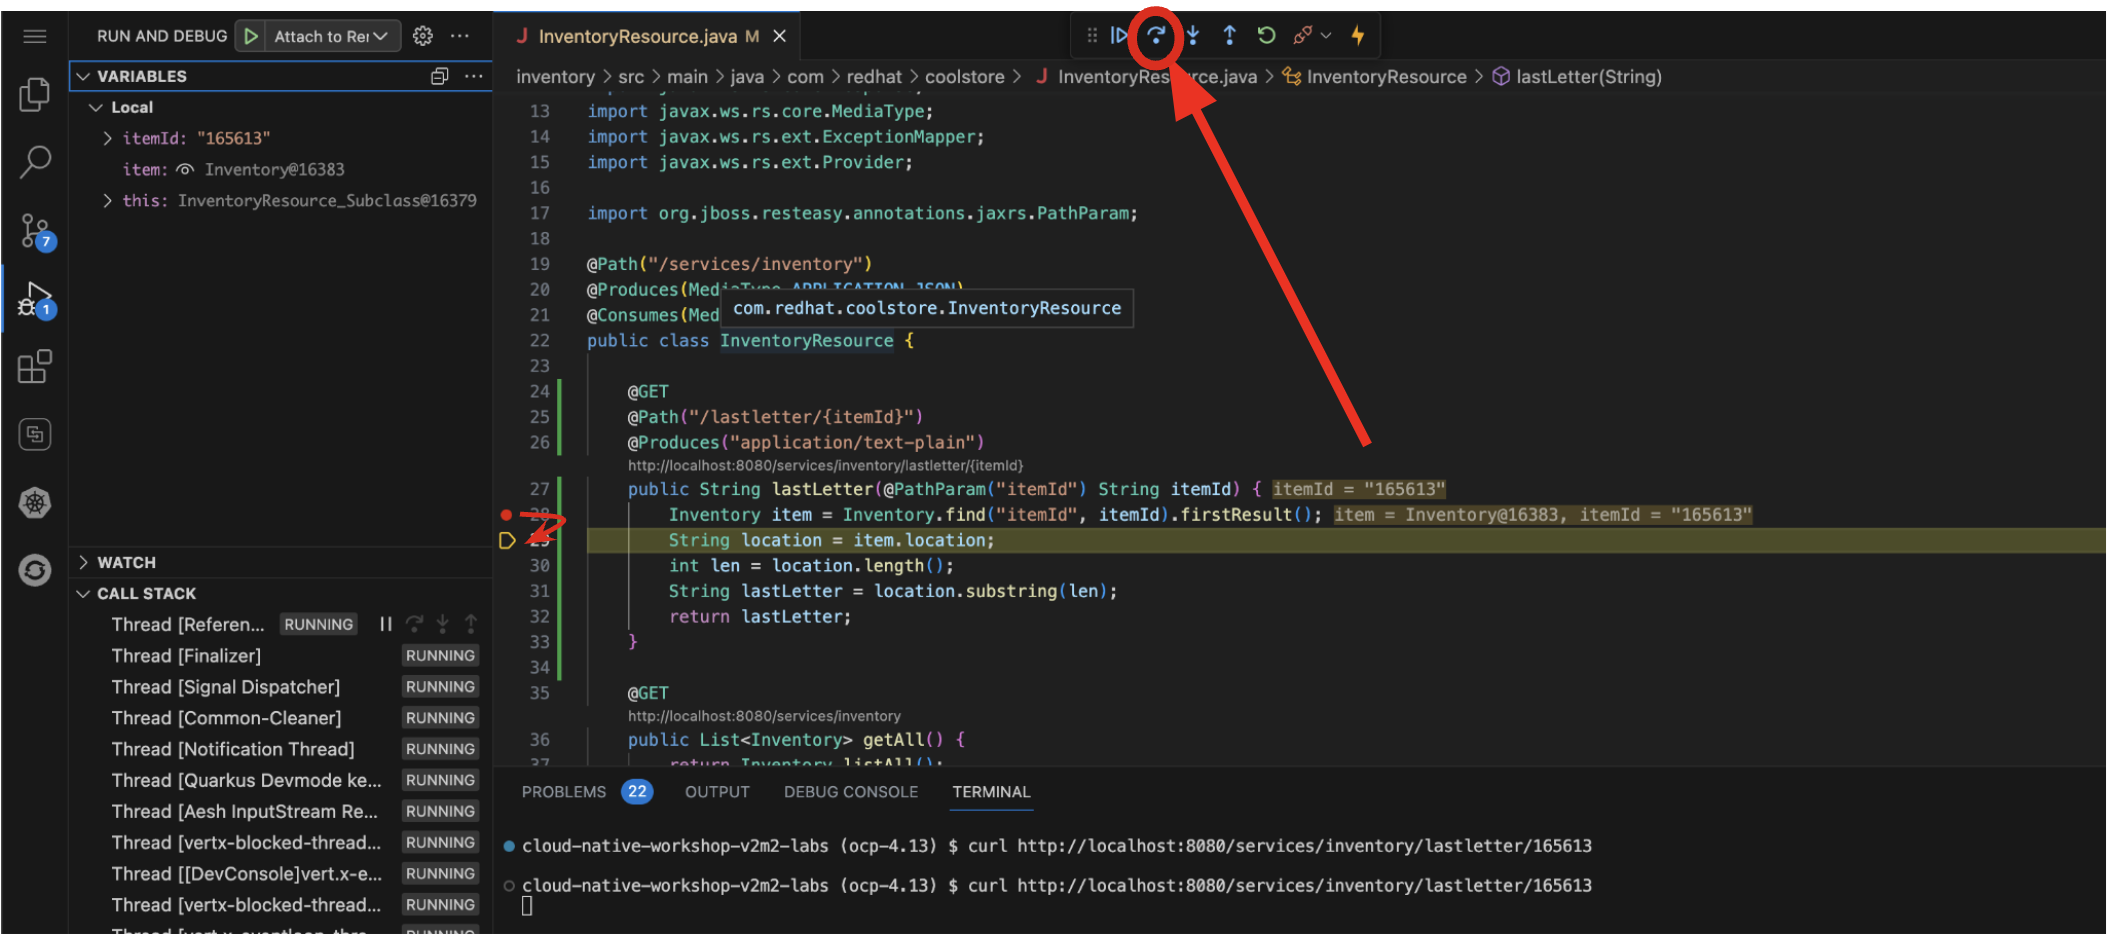 RUN AND DEBUG Attach to Rer
VARIABLES
Local
itemId: "165613"
item: Inventory@16383
this: InventoryResource_Subclass@16379
7
1
WATCH
CALL STACK
Thread [Referen... RUNNING
Thread [Finalizer] RUNNING
Thread [Signal Dispatcher] RUNNING
Thread [Common-Cleaner] RUNNING
Thread [Notification Thread] RUNNING
Thread [Quarkus Devmode ke... RUNNING
Thread [Aesh InputStream Re... RUNNING
Thread [vertx-blocked-thread... RUNNING
Thread [[DevConsole]vert.x-e... RUNNING
Thread [vertx-blocked-thread... RUNNING
J InventoryResource.java M
inventory > src > main > java > com > redhat > coolstore > J InventoryResource.java > InventoryResource > lastLetter(String)
13 import javax.ws.rs.core.MediaType;
14 import javax.ws.rs.ext.ExceptionMapper;
15 import javax.ws.rs.ext.Provider;
16
17 import org.jboss.resteasy.annotations.jaxrs.PathParam;
18
19 @Path("/services/inventory")
20 @Produces(MediaType.APPLICATION_JSON)
21 @Consumes(Med
com.redhat.coolstore.InventoryResource
22 public class InventoryResource {
23
24 @GET
25 @Path("/lastletter/{itemId}")
26 @Produces("application/text-plain")
http://localhost:8080/services/inventory/lastletter/{itemId}
27 public String lastLetter(@PathParam("itemId") String itemId) { itemId = "165613"
28 Inventory item = Inventory.find("itemId", itemId).firstResult(); item = Inventory@16383, itemId = "165613"
29 String location = item.location;
30 int len = location.length();
31 String lastLetter = location.substring(len);
32 return lastLetter;
33 }
34
35 @GET
http://localhost:8080/services/inventory
36 public List<Inventory> getAll() {
37 return Inventory.listAll();
PROBLEMS 22 OUTPUT DEBUG CONSOLE TERMINAL
cloud-native-workshop-v2m2-labs (ocp-4.13) $ curl http://localhost:8080/services/inventory/lastletter/165613
cloud-native-workshop-v2m2-labs (ocp-4.13) $ curl http://localhost:8080/services/inventory/lastletter/165613